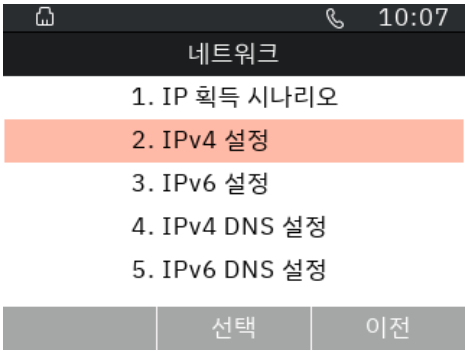 10:07
네트워크
1. IP 획득 시나리오
2. IPv4 설정
3. IPv6 설정
4. IPv4 DNS 설정
5. IPv6 DNS 설정
선택 이전